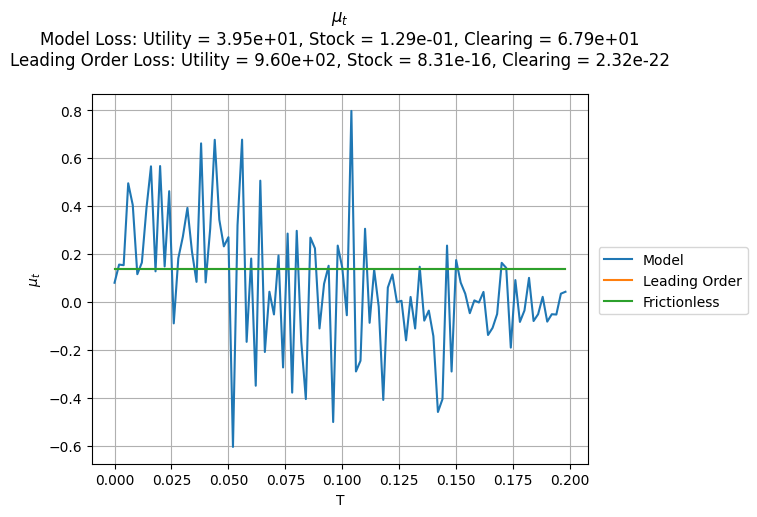 μₜ
Model Loss: Utility = 3.95e+01, Stock = 1.29e-01, Clearing = 6.79e+01
Leading Order Loss: Utility = 9.60e+02, Stock = 8.31e-16, Clearing = 2.32e-22
0.8
0.6
0.4
0.2
0.0
−0.2
−0.4
−0.6
μₜ
0.000
0.025
0.050
0.075
0.100
0.125
0.150
0.175
0.200
T
Model
Leading Order
Frictionless